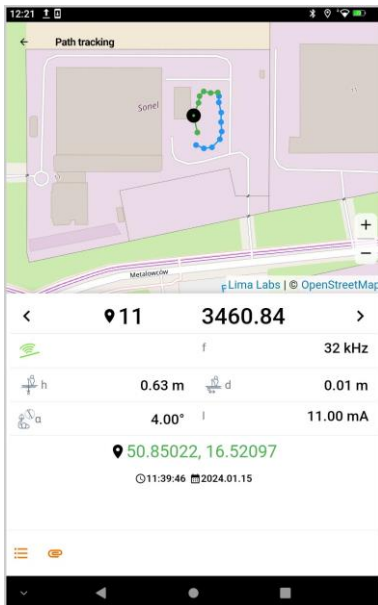 12:21
Path tracking
Sonel
Metalowców
+
−
Lima Labs | © OpenStreetMap
< 11 3460.84 >
f 32 kHz
h 0.63 m d 0.01 m
α 4.00° I 11.00 mA
50.85022, 16.52097
11:39:46 2024.01.15